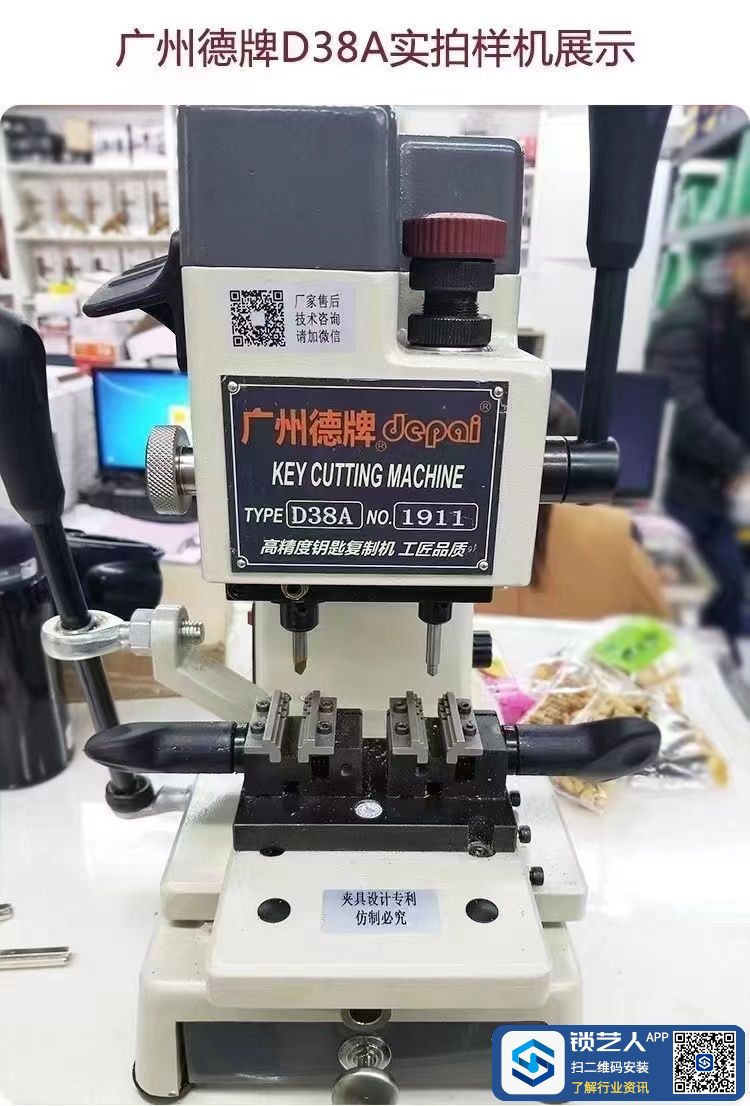 广州德牌D38A实拍样机展示
厂家售后
技术咨询
请加微信
广州德牌® depai®
KEY CUTTING MACHINE
TYPE D38A NO. 1911
高精度钥匙复制机 工匠品质
夹具设计专利
仿制必究
锁艺人APP
扫二维码安装
了解行业资讯